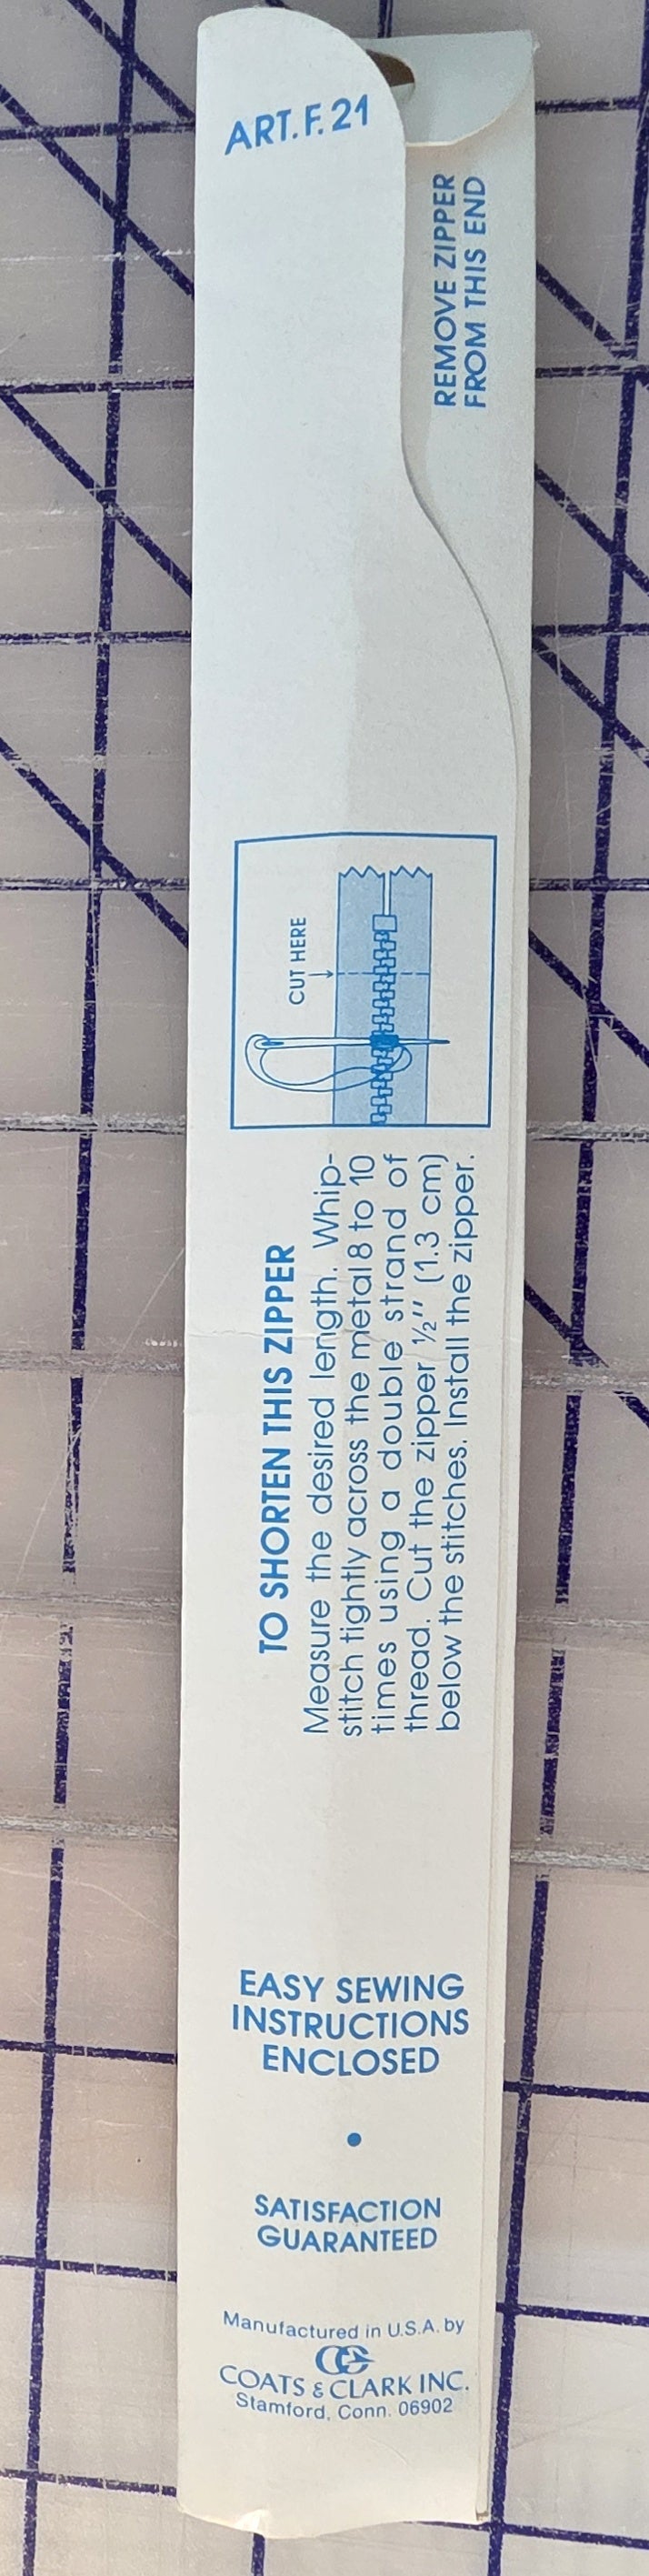 ART. F. 21
REMOVE ZIPPER
FROM THIS END
CUT HERE
TO SHORTEN THIS ZIPPER
Measure the desired length. Whip-
stitch tightly across the metal 8 to 10
times using a double strand of
thread. Cut the zipper ½" (1.3 cm)
below the stitches. Install the zipper.
EASY SEWING
INSTRUCTIONS
ENCLOSED
•
SATISFACTION
GUARANTEED
Manufactured in U.S.A. by
COATS & CLARK INC.
Stamford, Conn. 06902